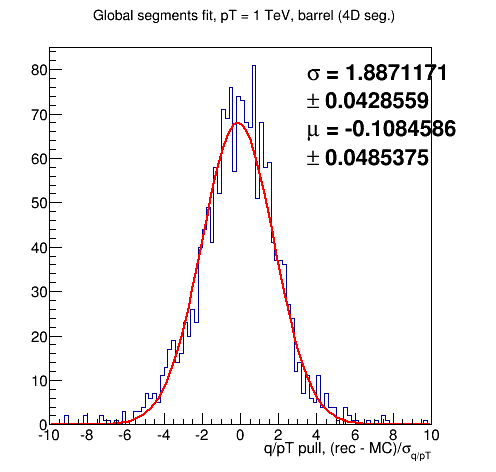 Global segments fit, pT = 1 TeV, barrel (4D seg.)
σ = 1.8871171
± 0.0428559
μ = -0.1084586
± 0.0485375
80
70
60
50
40
30
20
10
0
-10 -8 -6 -4 -2 0 2 4 6 8 10
q/pT pull, (rec - MC)/σq/pT